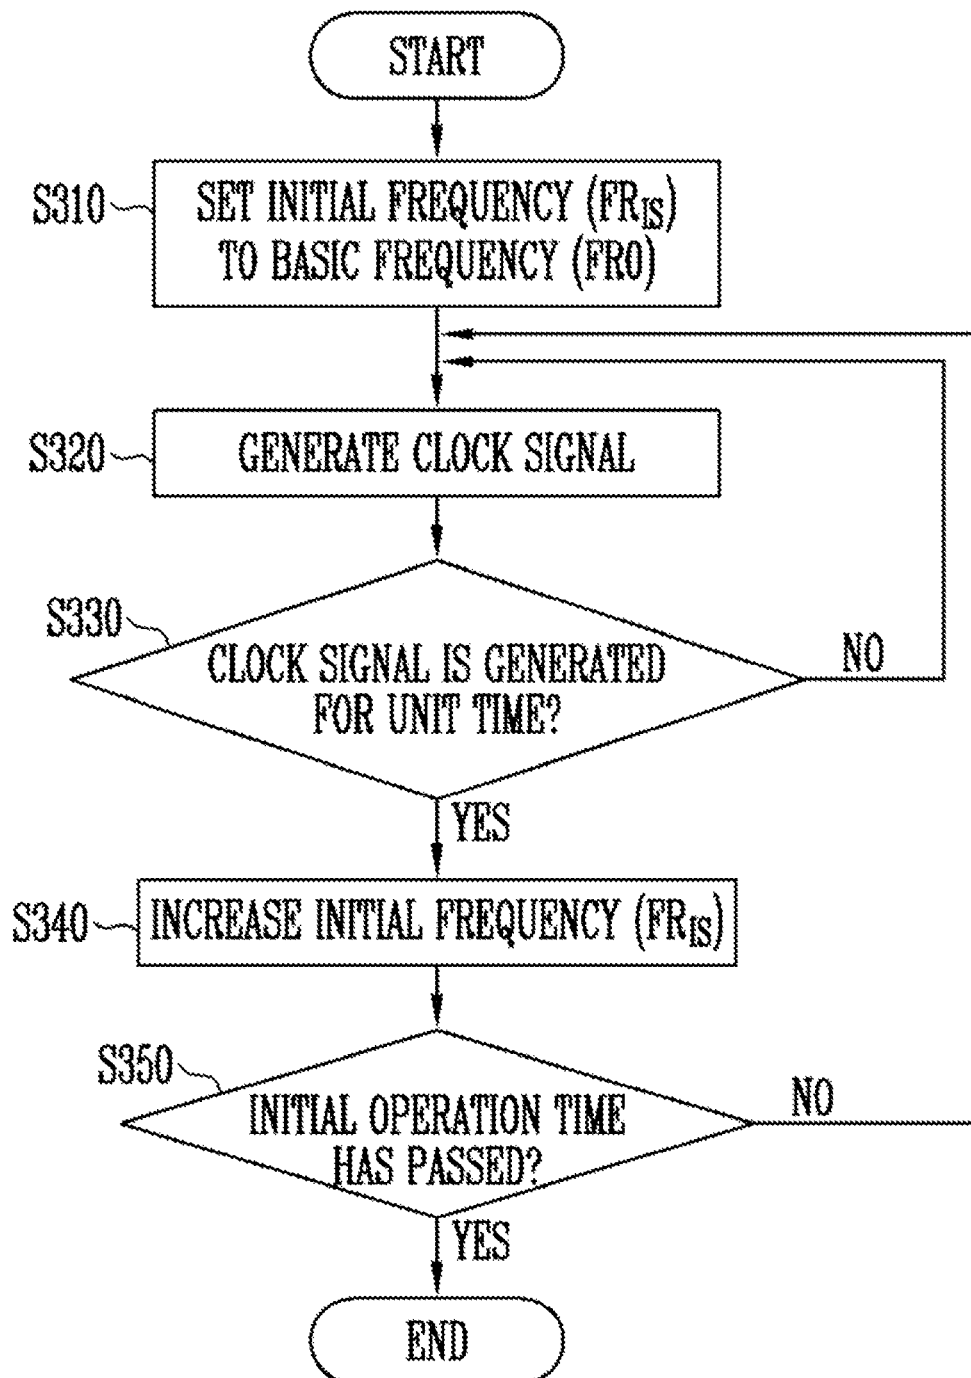 START
S310
SET INITIAL FREQUENCY (FRIS)
TO BASIC FREQUENCY (FR0)
S320
GENERATE CLOCK SIGNAL
S330
CLOCK SIGNAL IS GENERATED
FOR UNIT TIME?
NO
YES
S340
INCREASE INITIAL FREQUENCY (FRIS)
S350
INITIAL OPERATION TIME
HAS PASSED?
NO
YES
END